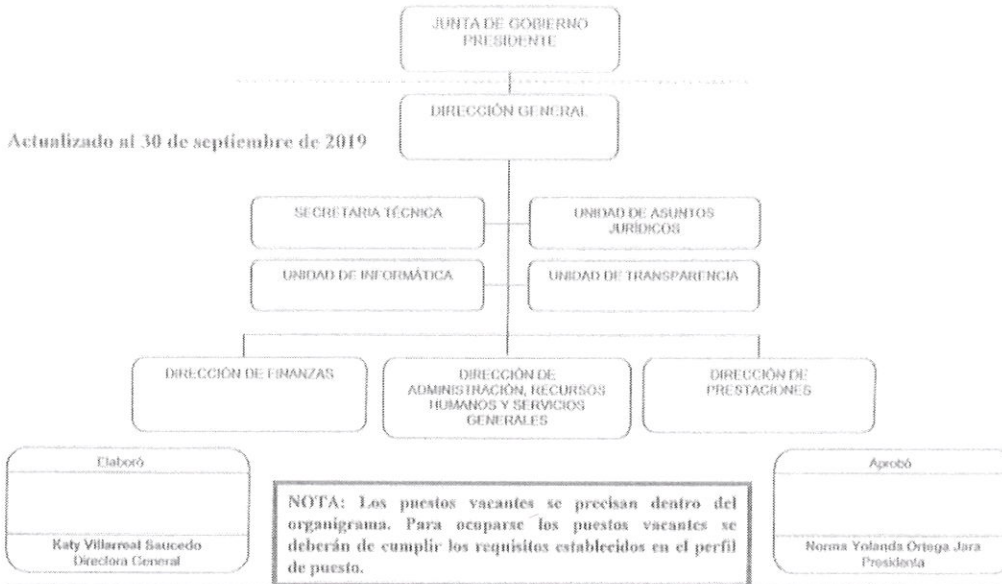 JUNTA DE GOBIERNO
PRESIDENTE
DIRECCIÓN GENERAL
Actualizado al 30 de septiembre de 2019
SECRETARIA TÉCNICA
UNIDAD DE ASUNTOS
JURÍDICOS
UNIDAD DE INFORMÁTICA
UNIDAD DE TRANSPARENCIA
DIRECCIÓN DE FINANZAS
DIRECCIÓN DE
ADMINISTRACIÓN, RECURSOS
HUMANOS Y SERVICIOS
GENERALES
DIRECCIÓN DE
PRESTACIONES
Elaboró
Katy Villarreal Saucedo
Directora General
NOTA: Los puestos vacantes se precisan dentro del
organigrama. Para ocuparse los puestos vacantes se
deberán de cumplir los requisitos establecidos en el perfil
de puesto.
Aprobó
Norma Yolanda Ortega Jara
Presidenta